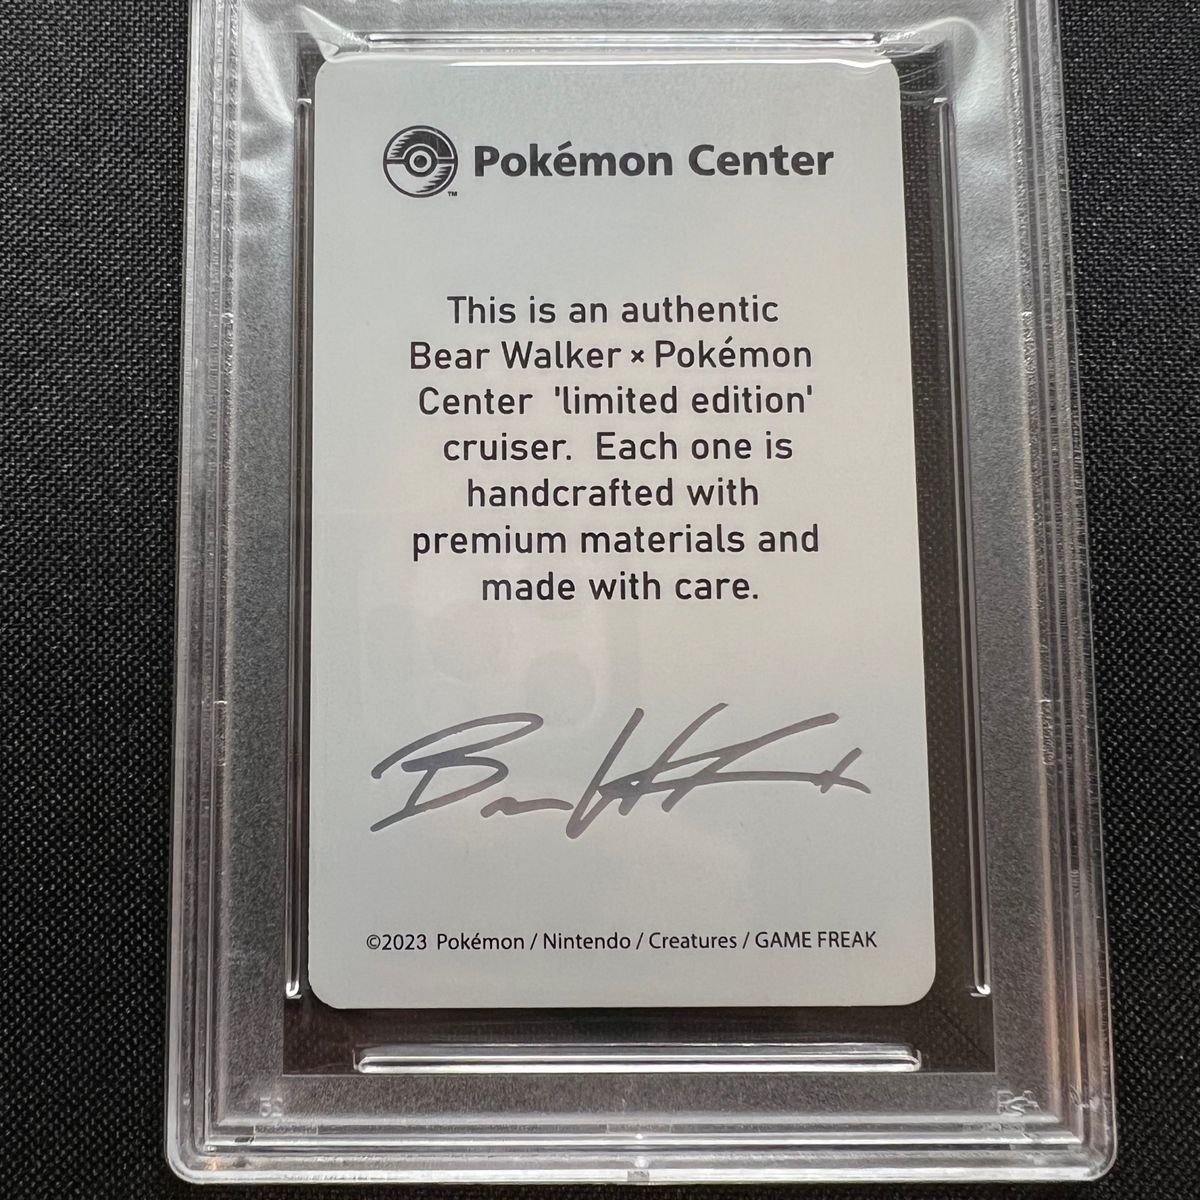 Pokémon Center
™
This is an authentic
Bear Walker × Pokémon
Center 'limited edition'
cruiser. Each one is
handcrafted with
premium materials and
made with care.
©2023 Pokémon / Nintendo / Creatures / GAME FREAK